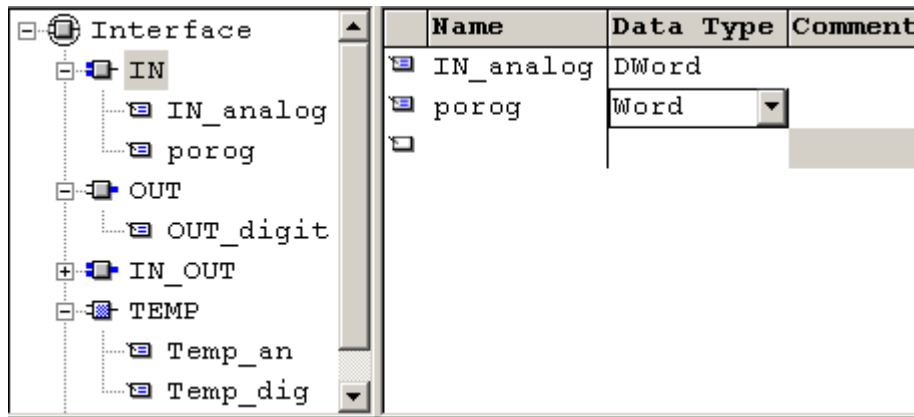 Interface
IN
IN_analog
porog
OUT
OUT_digit
IN_OUT
TEMP
Temp_an
Temp_dig
Name Data Type Comment
IN_analog DWord
porog Word